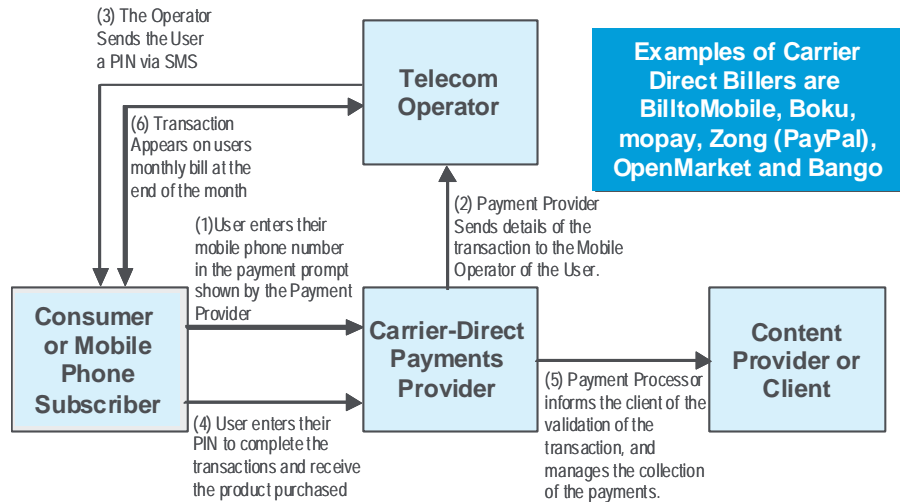 (3) The Operator
Sends the User
a PIN via SMS
Telecom
Operator
Examples of Carrier
Direct Billers are
BilltoMobile, Boku,
mopay, Zong (PayPal),
OpenMarket and Bango
(6) Transaction
Appears on users
monthly bill at the
end of the month
(2) Payment Provider
Sends details of the
transaction to the Mobile
Operator of the User.
(1)User enters their
mobile phone number
in the payment prompt
shown by the Payment
Provider
Consumer
or Mobile
Phone
Subscriber
Carrier-Direct
Payments
Provider
Content
Provider or
Client
(4) User enters their
PIN to complete the
transactions and receive
the product purchased
(5) Payment Processor
informs the client of the
validation of the
transaction, and
manages the collection
of the payments.